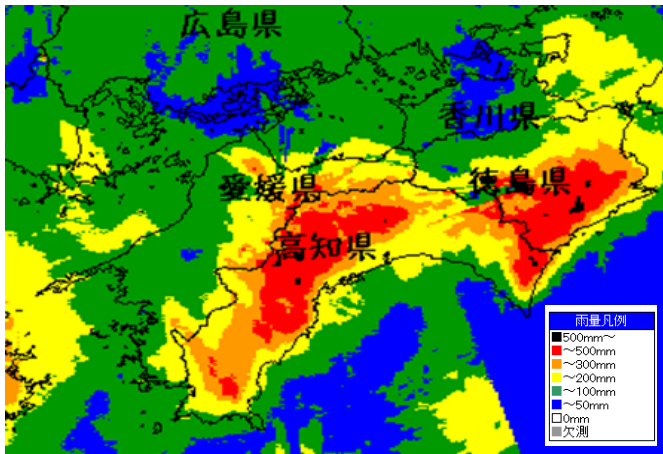 広島県
香川県
徳島県
愛媛県
高知県
雨量凡例
500mm～
～500mm
～300mm
～200mm
～100mm
～50mm
0mm
欠測